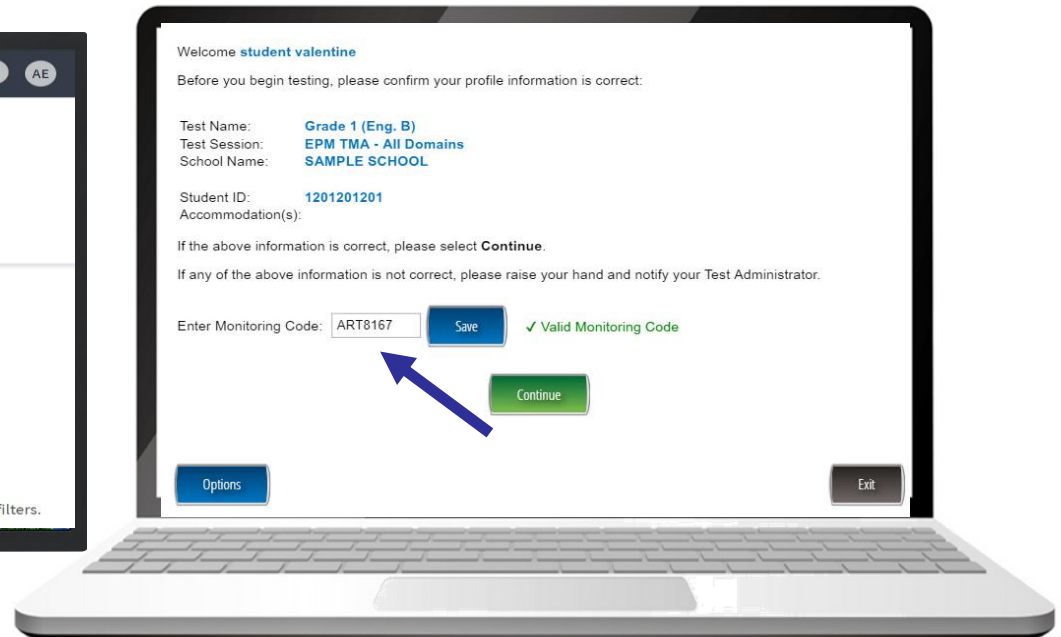 AE
filters.
Welcome student valentine
Before you begin testing, please confirm your profile information is correct:
Test Name: Grade 1 (Eng. B)
Test Session: EPM TMA - All Domains
School Name: SAMPLE SCHOOL
Student ID: 1201201201
Accommodation(s):
If the above information is correct, please select Continue.
If any of the above information is not correct, please raise your hand and notify your Test Administrator.
Enter Monitoring Code: ART8167 Save ✓ Valid Monitoring Code
Continue
Options Exit